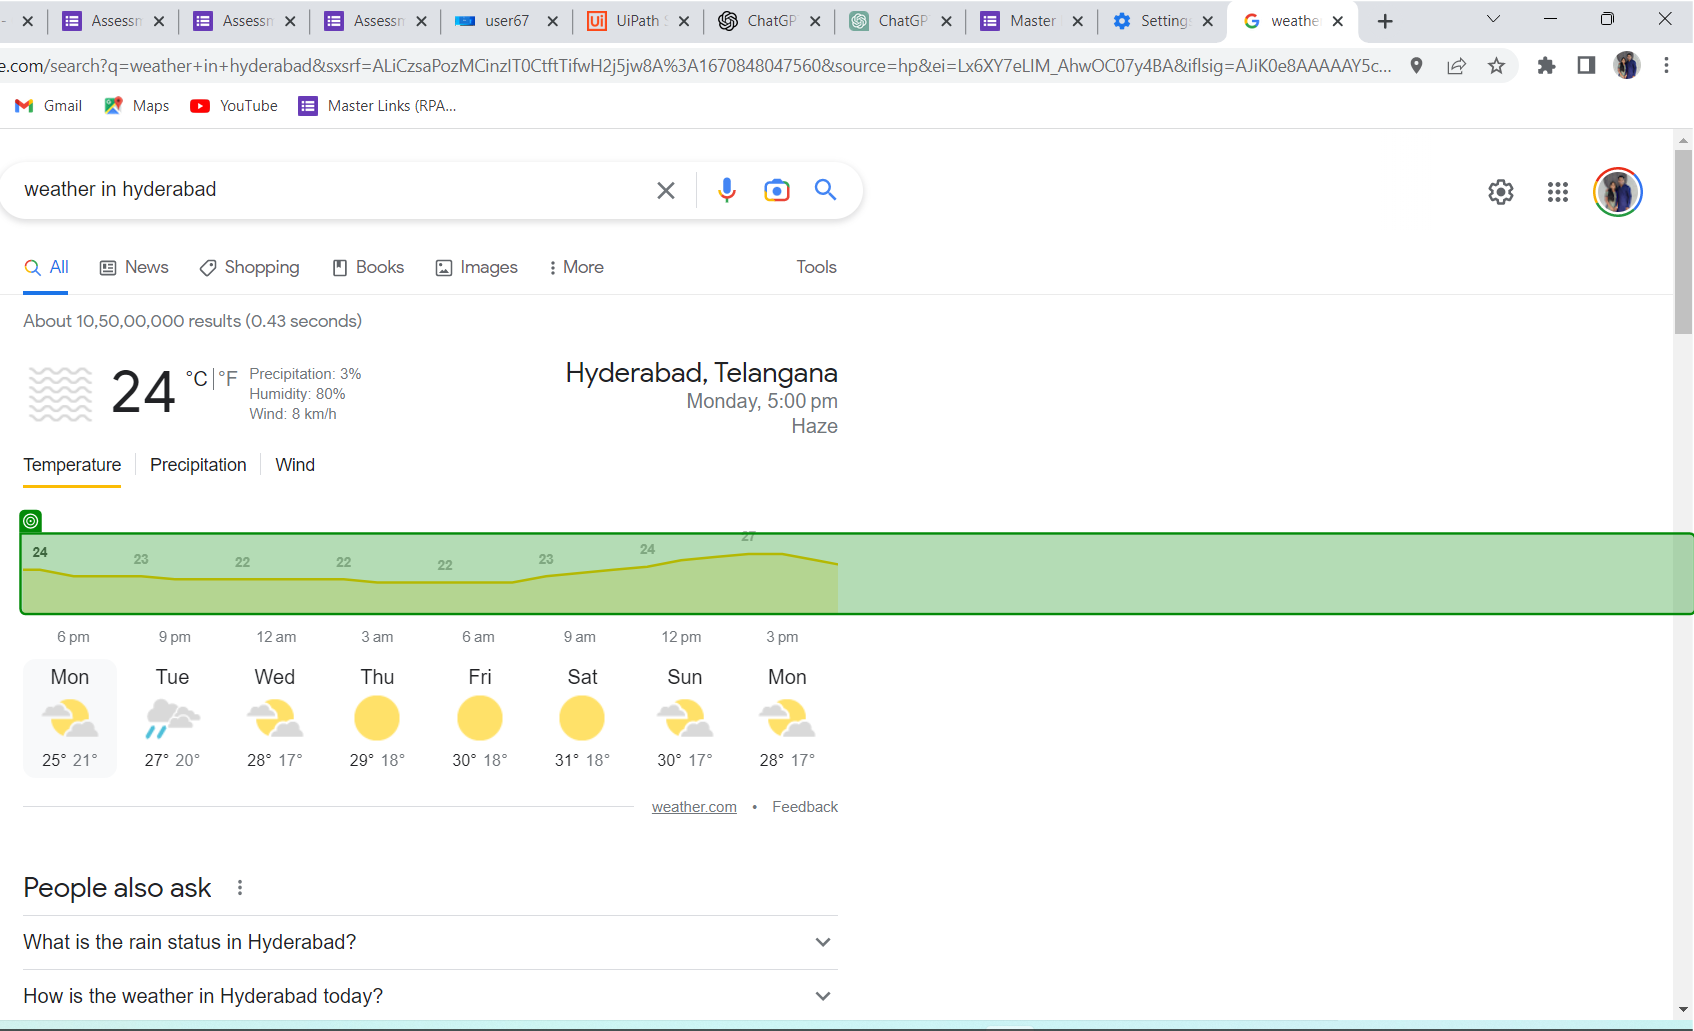 Assessm Assessm Assessm user67 UiPath ChatGP ChatGP Master Settings weathe
e.com/search?q=weather+in+hyderabad&sxsrf=ALiCzsaPozMCinzIT0CtftTifwH2j5jw8A%3A1670848047560&source=hp&ei=Lx6XY7eLIM_AhwOC07y4BA&iflsig=AJiK0e8AAAAAY5c...
Gmail Maps YouTube Master Links (RPA...
weather in hyderabad
All News Shopping Books Images More Tools
About 10,50,00,000 results (0.43 seconds)
24 °C|°F
Precipitation: 3%
Humidity: 80%
Wind: 8 km/h
Hyderabad, Telangana
Monday, 5:00 pm
Haze
Temperature Precipitation Wind
24 23 22 22 22 23 24 27
6 pm 9 pm 12 am 3 am 6 am 9 am 12 pm 3 pm
Mon Tue Wed Thu Fri Sat Sun Mon
25° 21° 27° 20° 28° 17° 29° 18° 30° 18° 31° 18° 30° 17° 28° 17°
weather.com • Feedback
People also ask
What is the rain status in Hyderabad?
How is the weather in Hyderabad today?